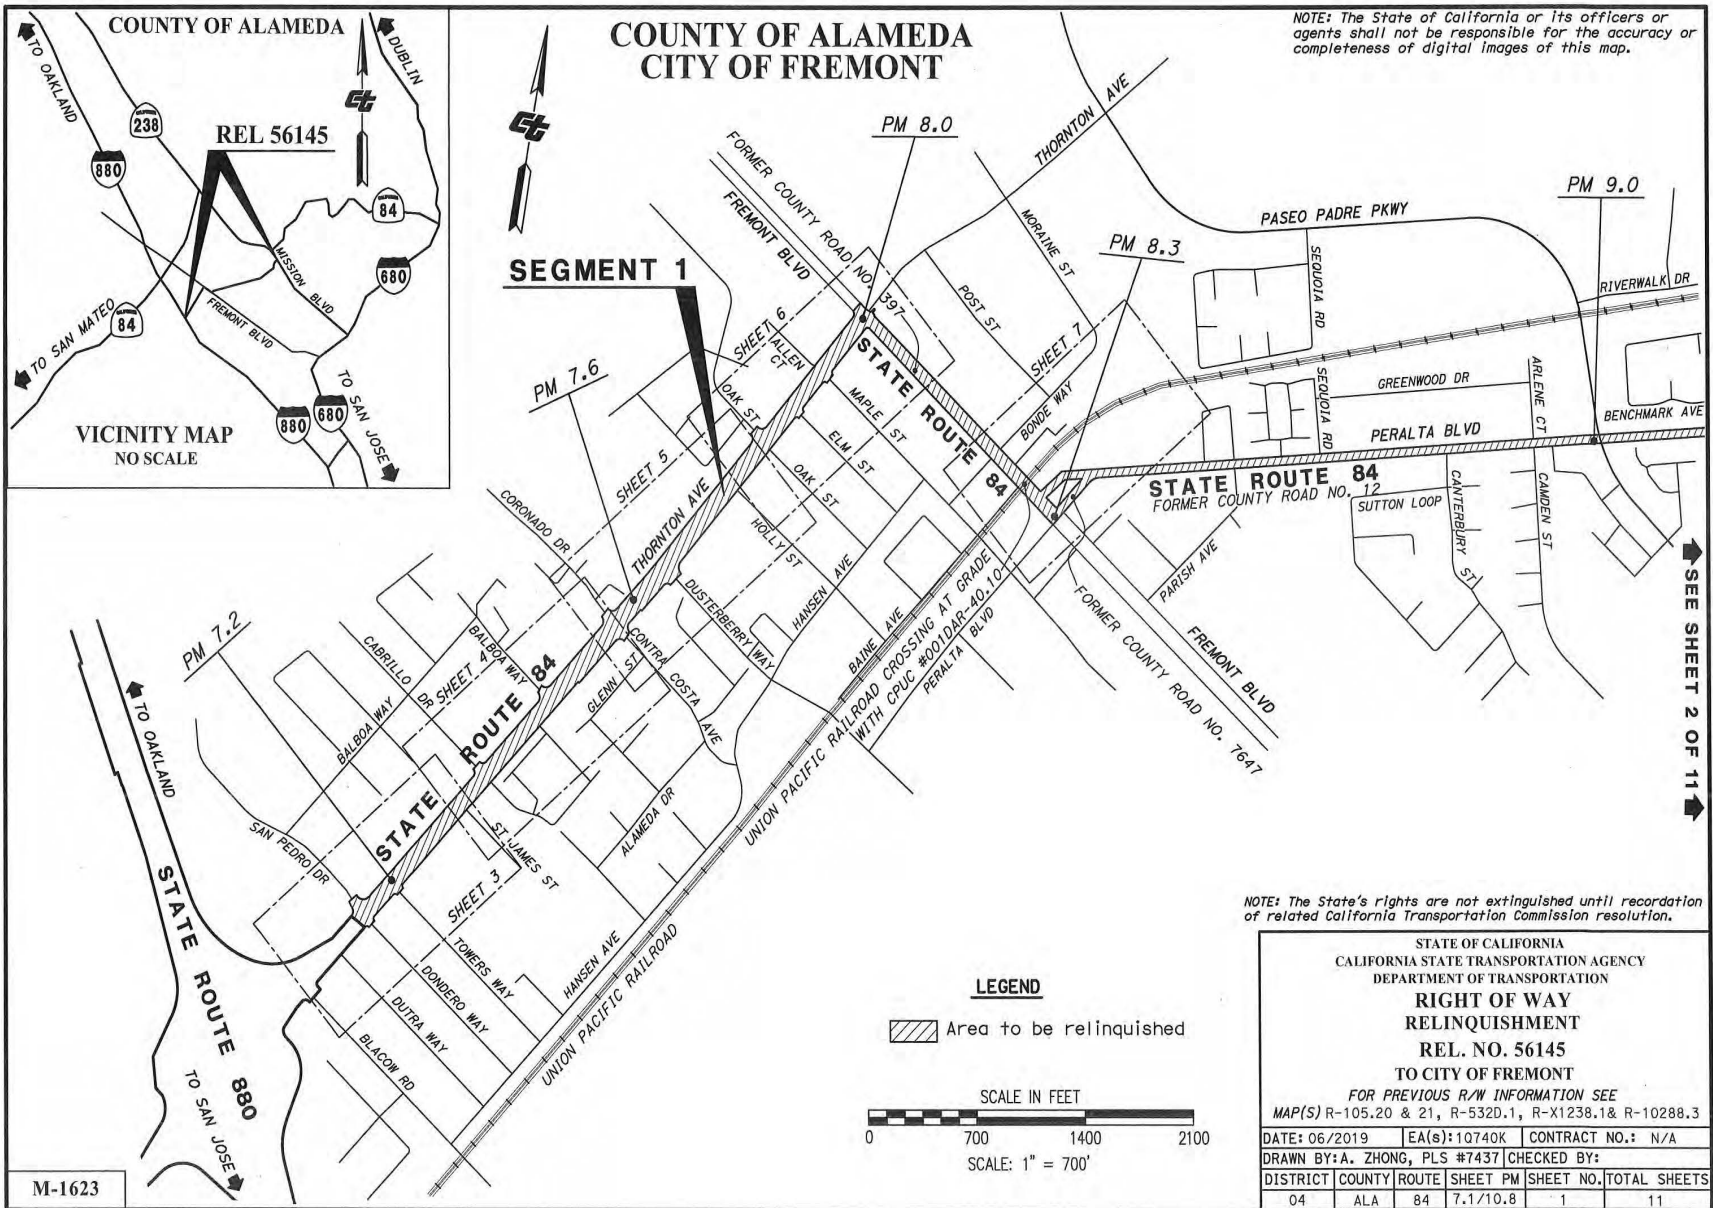 COUNTY OF ALAMEDA
TO OAKLAND
DUBLIN
238
REL 56145
880
84
680
MISSION BLVD
FREMONT BLVD
TO SAN MATEO
84
TO SAN JOSE
880
680
VICINITY MAP
NO SCALE
COUNTY OF ALAMEDA
CITY OF FREMONT
NOTE: The State of California or its officers or
agents shall not be responsible for the accuracy or
completeness of digital images of this map.
SEGMENT 1
PM 8.0
PM 8.3
PM 9.0
PM 7.6
PM 7.2
THORNTON AVE
FORMER COUNTY ROAD NO. 1397
FREMONT BLVD
MORAINE ST
POST ST
PASEO PADRE PKWY
SEQUOIA RD
RIVERWALK DR
SHEET 6
ALLEN CT
SHEET 7
BONDE WAY
STATE ROUTE 84
MAPLE ST
OAK ST
ELM ST
OAK ST
HOLLY ST
SHEET 5
THORNTON AVE
CORONADO DR
SEQUOIA RD
GREENWOOD DR
ARLENE CT
BENCHMARK AVE
PERALTA BLVD
STATE ROUTE 84
FORMER COUNTY ROAD NO. 12
SUTTON LOOP
CANTERBURY ST
CAMDEN ST
PARISH AVE
FORMER COUNTY ROAD NO. 7647
FREMONT BLVD
SEE SHEET 2 OF 11
DUSTERBERRY WAY
HANSEN AVE
BAINE AVE
PERALTA BLVD
UNION PACIFIC RAILROAD CROSSING AT GRADE
WITH CPUC #001DAR-40.10
CONTRA COSTA AVE
GLENN ST
BALBOA WAY
CABRILLO DR
SHEET 4
BALBOA WAY
STATE ROUTE 84
SAN PEDRO DR
ALAMEDA DR
ST JAMES ST
SHEET 3
TOWERS WAY
DONDERO WAY
DUTRA WAY
BLACOW RD
HANSEN AVE
UNION PACIFIC RAILROAD
TO OAKLAND
STATE ROUTE 880
TO SAN JOSE
LEGEND
Area to be relinquished
SCALE IN FEET
0 700 1400 2100
SCALE: 1" = 700'
NOTE: The State's rights are not extinguished until recordation
of related California Transportation Commission resolution.
STATE OF CALIFORNIA
CALIFORNIA STATE TRANSPORTATION AGENCY
DEPARTMENT OF TRANSPORTATION
RIGHT OF WAY
RELINQUISHMENT
REL. NO. 56145
TO CITY OF FREMONT
FOR PREVIOUS R/W INFORMATION SEE
MAP(S) R-105.20 & 21, R-532D.1, R-X1238.1& R-10288.3
DATE: 06/2019 EA(s): 1Q740K CONTRACT NO.: N/A
DRAWN BY: A. ZHONG, PLS #7437 CHECKED BY:
DISTRICT COUNTY ROUTE SHEET PM SHEET NO. TOTAL SHEETS
04 ALA 84 7.1/10.8 1 11
M-1623